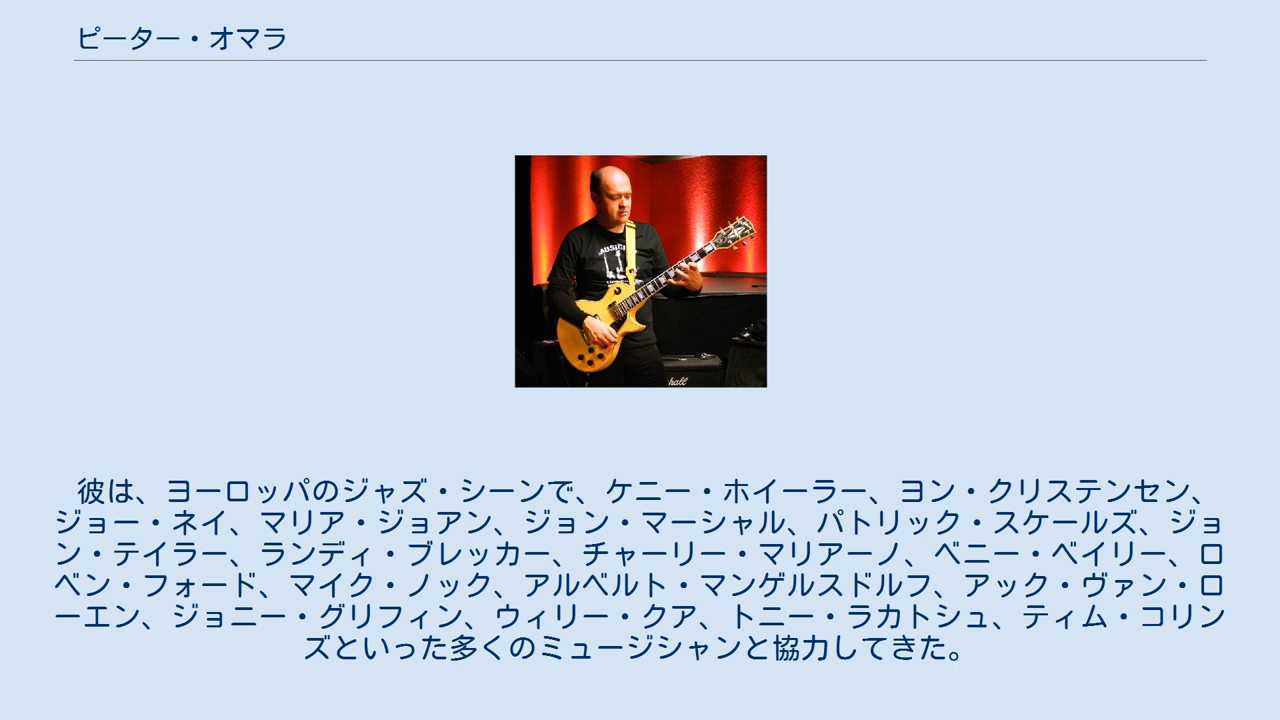 ピーター・オマラ
MUSICI
hall
彼は、ヨーロッパのジャズ・シーンで、ケニー・ホイーラー、ヨン・クリステンセン、
ジョー・ネイ、マリア・ジョアン、ジョン・マーシャル、パトリック・スケールズ、ジョ
ン・テイラー、ランディ・ブレッカー、チャーリー・マリアーノ、ベニー・ベイリー、ロ
ベン・フォード、マイク・ノック、アルベルト・マンゲルスドルフ、アック・ヴァン・ロ
ーエン、ジョニー・グリフィン、ウィリー・クア、トニー・ラカトシュ、ティム・コリン
ズといった多くのミュージシャンと協力してきた。